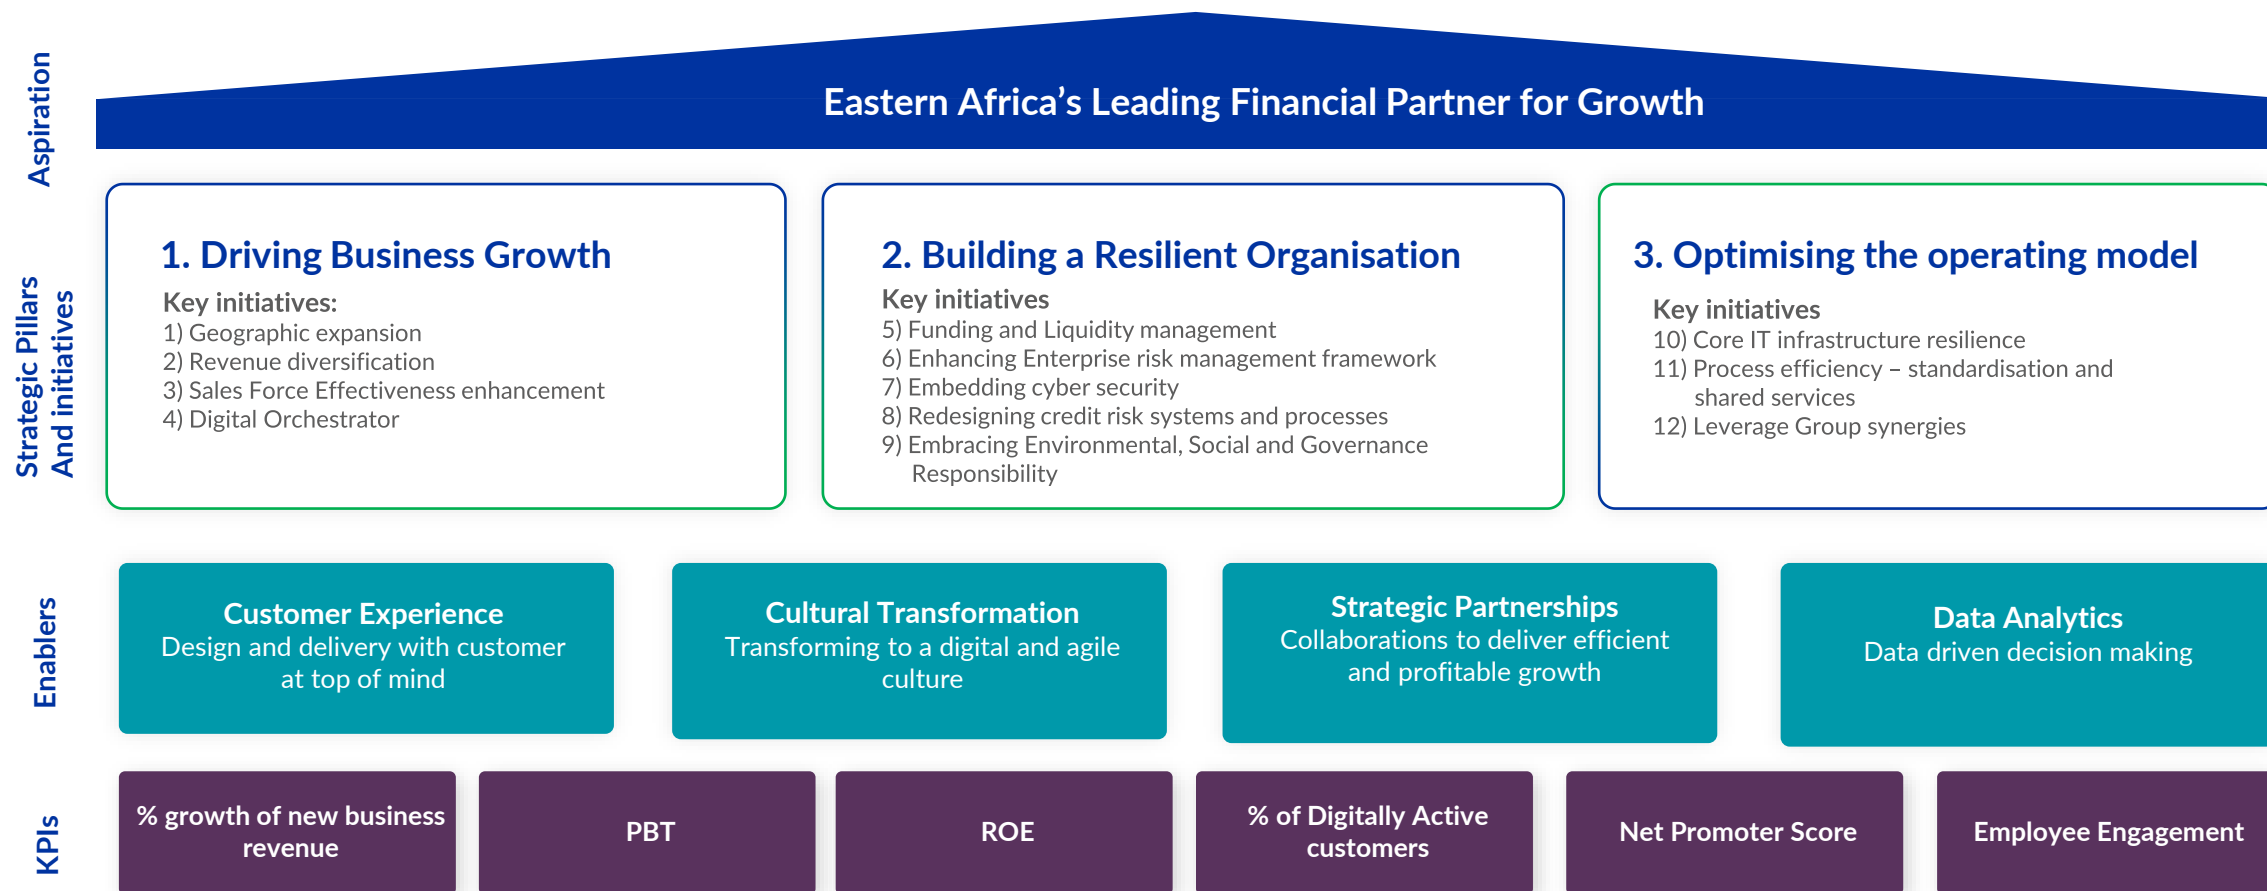 Aspiration
Eastern Africa’s Leading Financial Partner for Growth
Strategic Pillars
And initiatives
1. Driving Business Growth
Key initiatives:
1) Geographic expansion
2) Revenue diversification
3) Sales Force Effectiveness enhancement
4) Digital Orchestrator
2. Building a Resilient Organisation
Key initiatives
5) Funding and Liquidity management
6) Enhancing Enterprise risk management framework
7) Embedding cyber security
8) Redesigning credit risk systems and processes
9) Embracing Environmental, Social and Governance
Responsibility
3. Optimising the operating model
Key initiatives
10) Core IT infrastructure resilience
11) Process efficiency – standardisation and
shared services
12) Leverage Group synergies
Enablers
Customer Experience
Design and delivery with customer
at top of mind
Cultural Transformation
Transforming to a digital and agile
culture
Strategic Partnerships
Collaborations to deliver efficient
and profitable growth
Data Analytics
Data driven decision making
KPIs
% growth of new business
revenue
PBT
ROE
% of Digitally Active
customers
Net Promoter Score
Employee Engagement